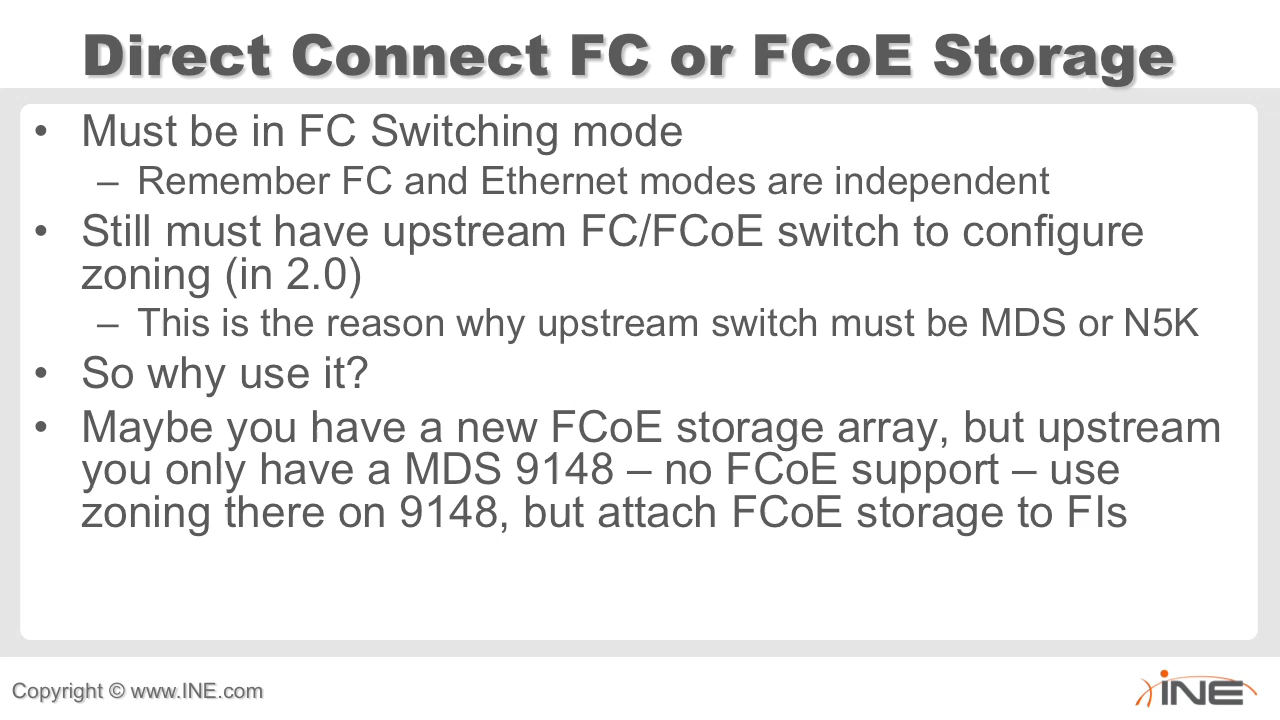 Direct Connect FC or FCoE Storage
• Must be in FC Switching mode
– Remember FC and Ethernet modes are independent
• Still must have upstream FC/FCoE switch to configure
zoning (in 2.0)
– This is the reason why upstream switch must be MDS or N5K
• So why use it?
• Maybe you have a new FCoE storage array, but upstream
you only have a MDS 9148 – no FCoE support – use
zoning there on 9148, but attach FCoE storage to FIs
Copyright © www.INE.com
INE